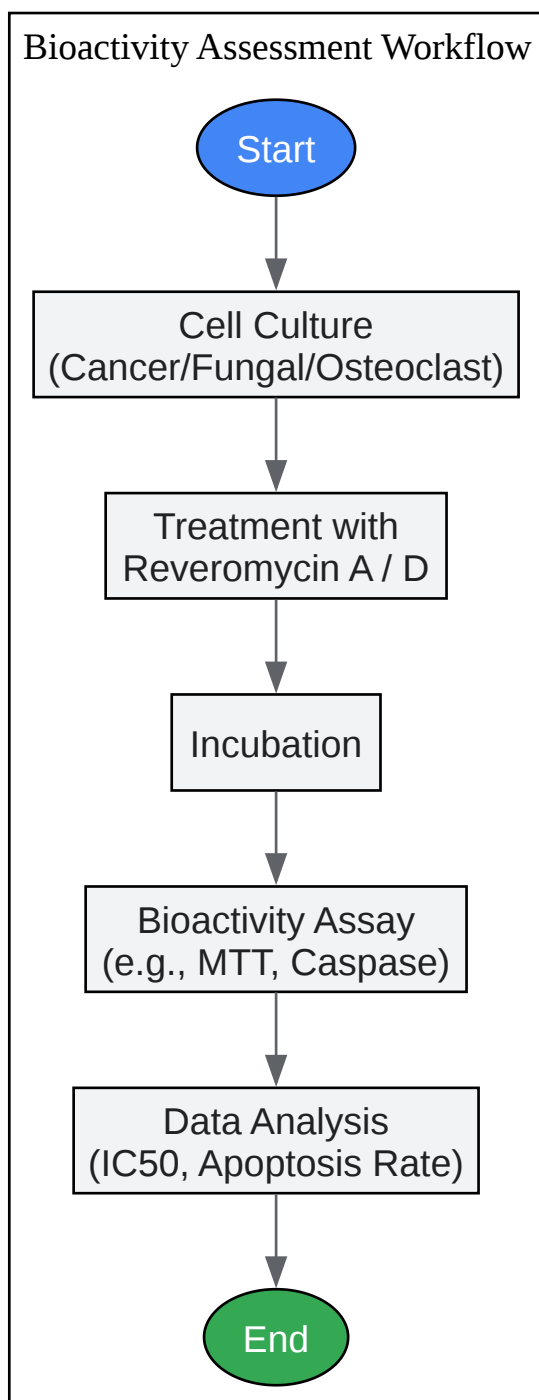 Bioactivity Assessment Workflow
Start
Cell Culture
(Cancer/Fungal/Osteoclast)
Treatment with
Reveromycin A / D
Incubation
Bioactivity Assay
(e.g., MTT, Caspase)
Data Analysis
(IC50, Apoptosis Rate)
End